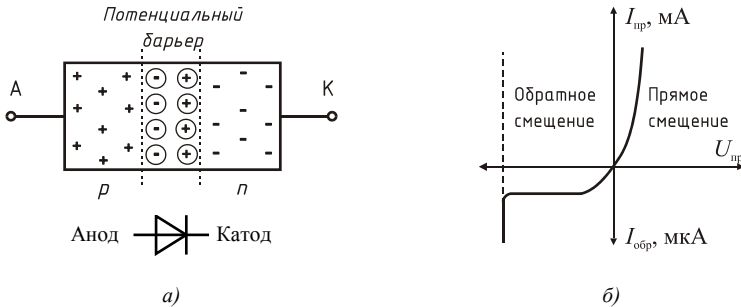 Потенциальный
барьер
А
К
p
n
Анод
Катод
а)
Iпр, мА
Обратное
смещение
Прямое
смещение
Uпр
Iобр, мкА
б)